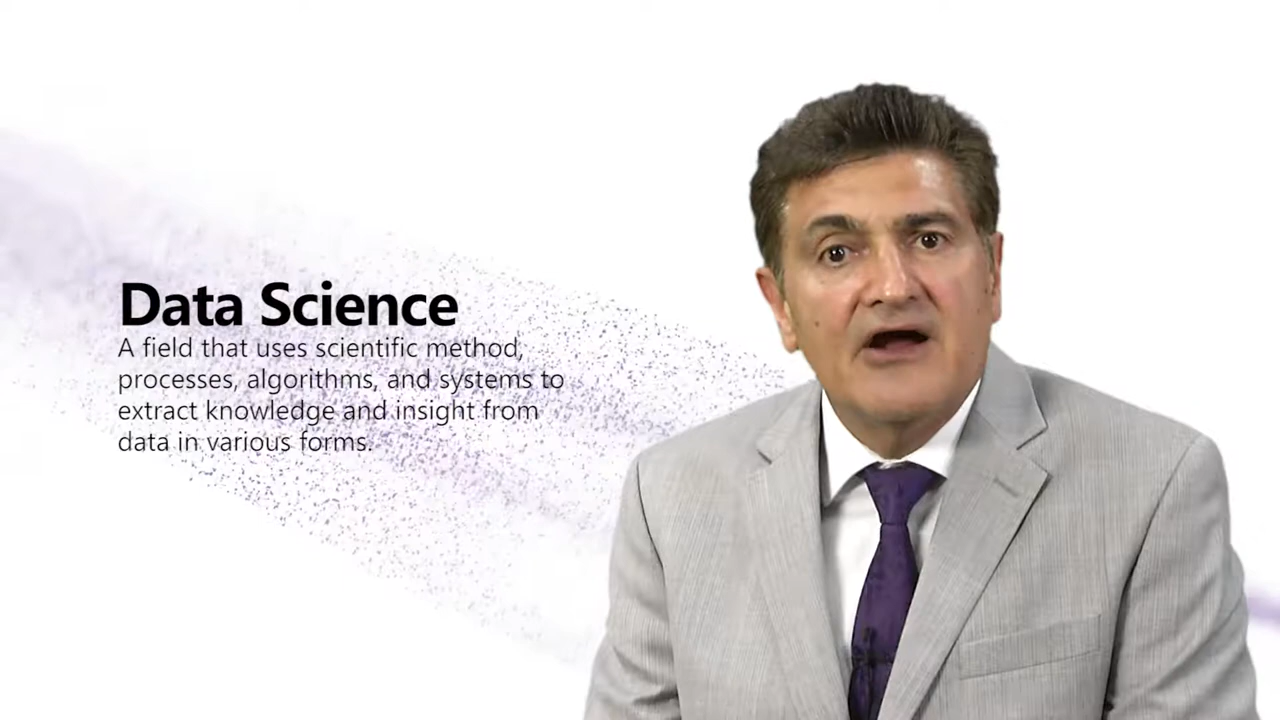 Data Science
A field that uses scientific method,
processes, algorithms, and systems to
extract knowledge and insight from
data in various forms.